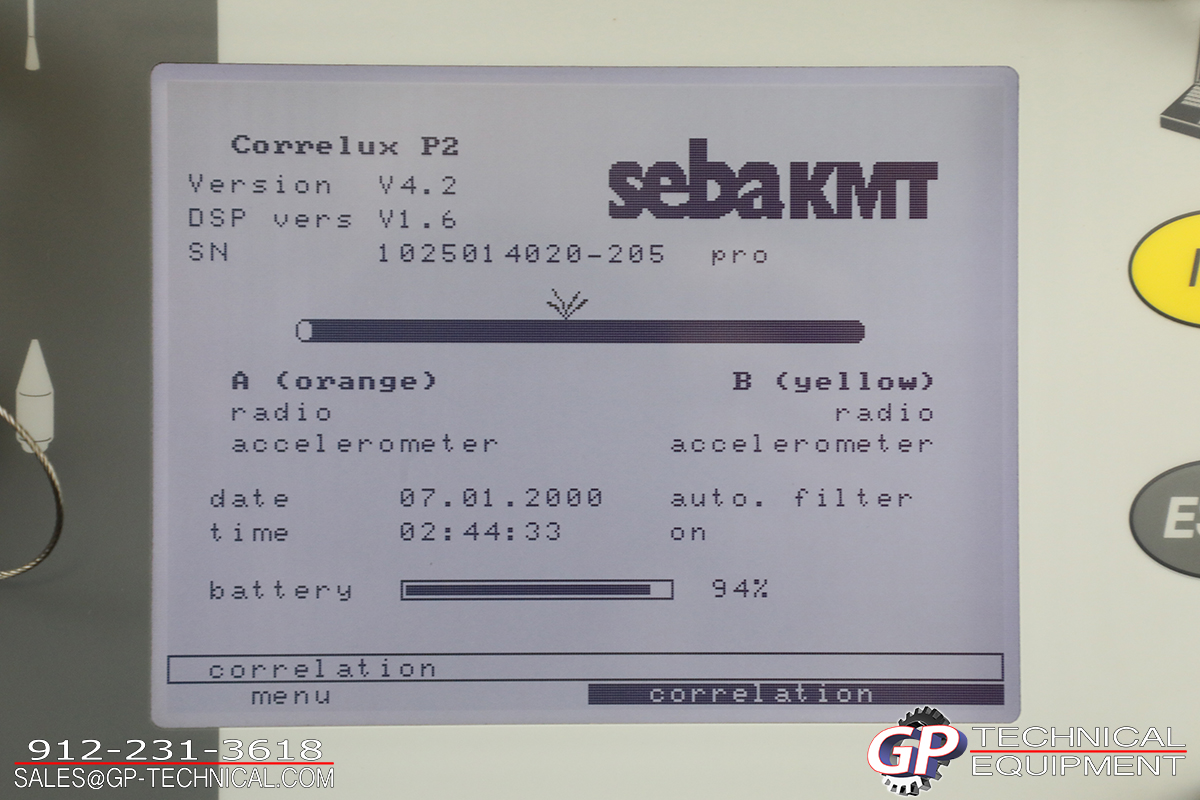 Correlux P2
sebaKMT
Version V4.2
DSP vers V1.6
SN 1025014020-205 pro
A (orange) B (yellow)
radio radio
accelerometer accelerometer
date 07.01.2000 auto. filter
time 02:44:33 on
battery 94%
correlation
menu correlation
912-231-3618
SALES@GP-TECHNICAL.COM
GP TECHNICAL
EQUIPMENT